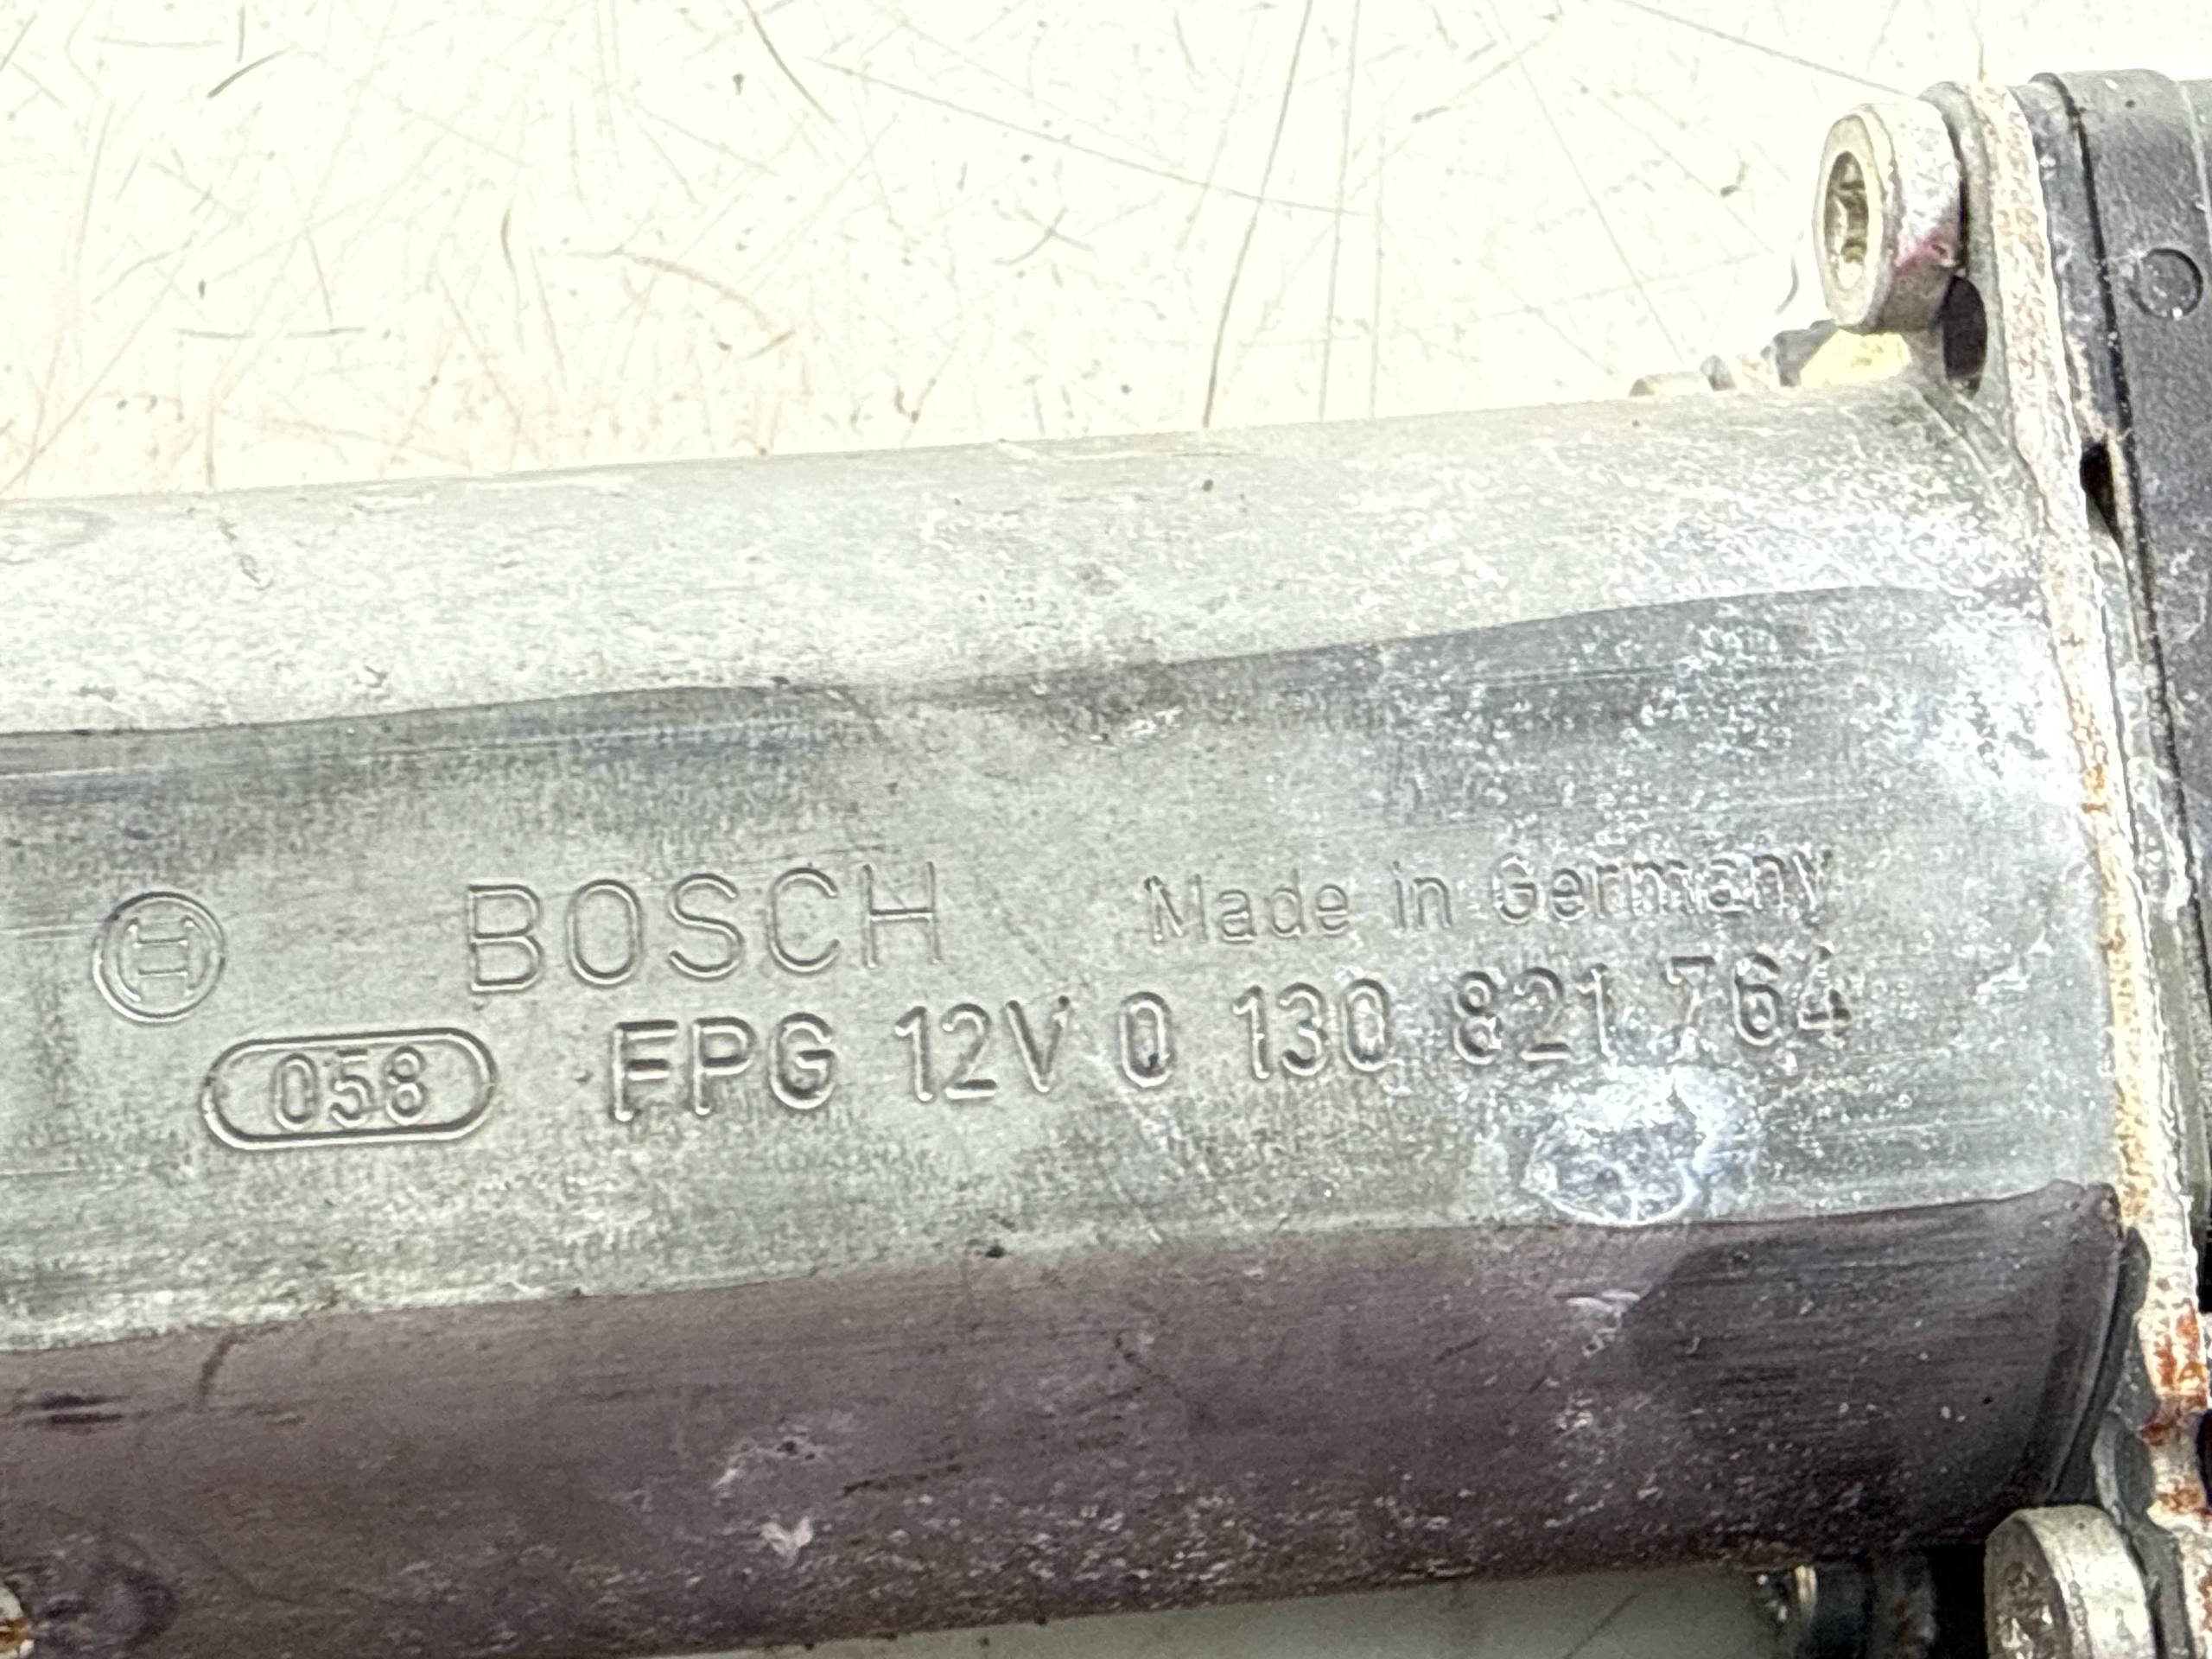 BOSCH Made in Germany
058 FPG 12V 0 130 821 764